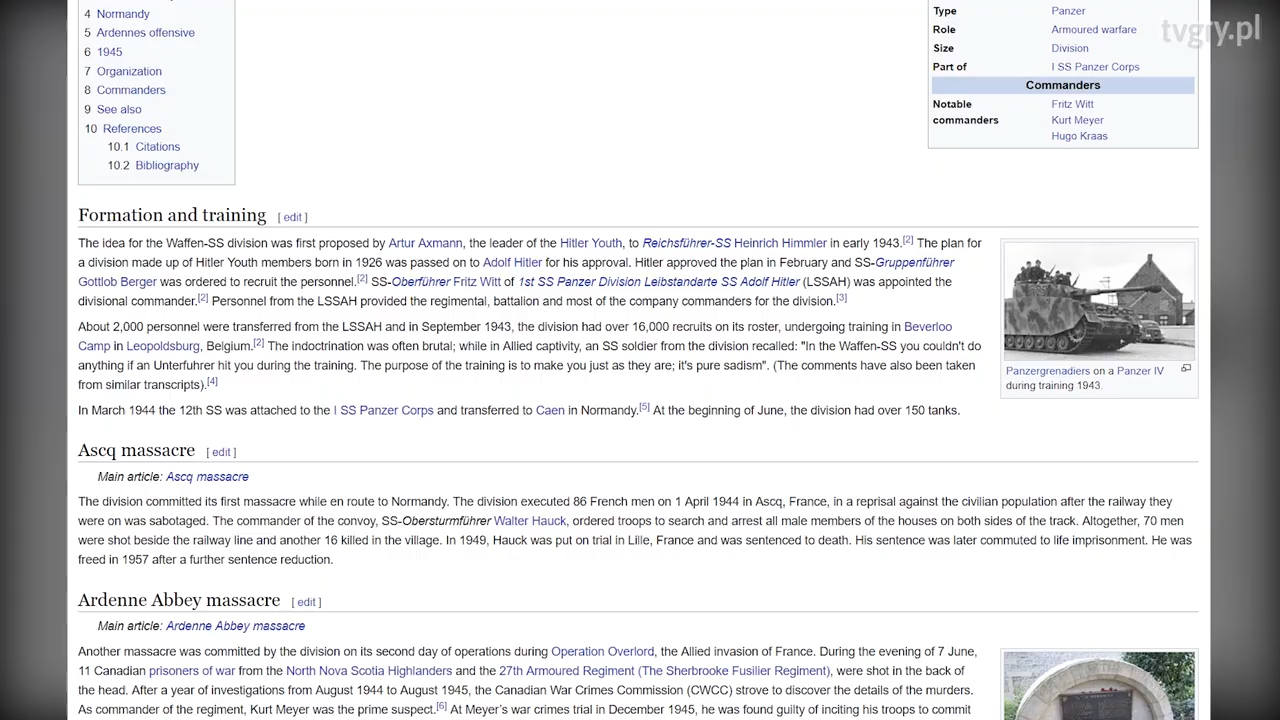 tvgry.pl
4 Normandy
5 Ardennes offensive
6 1945
7 Organization
8 Commanders
9 See also
10 References
10.1 Citations
10.2 Bibliography
Type Panzer
Role Armoured warfare
Size Division
Part of I SS Panzer Corps
Commanders
Notable commanders Fritz Witt
Kurt Meyer
Hugo Kraas
Formation and training [ edit ]
The idea for the Waffen-SS division was first proposed by Artur Axmann, the leader of the Hitler Youth, to Reichsführer-SS Heinrich Himmler in early 1943.[2] The plan for
a division made up of Hitler Youth members born in 1926 was passed on to Adolf Hitler for his approval. Hitler approved the plan in February and SS-Gruppenführer
Gottlob Berger was ordered to recruit the personnel.[2] SS-Oberführer Fritz Witt of 1st SS Panzer Division Leibstandarte SS Adolf Hitler (LSSAH) was appointed the
divisional commander.[2] Personnel from the LSSAH provided the regimental, battalion and most of the company commanders for the division.[3]
About 2,000 personnel were transferred from the LSSAH and in September 1943, the division had over 16,000 recruits on its roster, undergoing training in Beverloo
Camp in Leopoldsburg, Belgium.[2] The indoctrination was often brutal; while in Allied captivity, an SS soldier from the division recalled: "In the Waffen-SS you couldn't do
anything if an Unterfuhrer hit you during the training. The purpose of the training is to make you just as they are; it's pure sadism". (The comments have also been taken
from similar transcripts).[4]
In March 1944 the 12th SS was attached to the I SS Panzer Corps and transferred to Caen in Normandy.[5] At the beginning of June, the division had over 150 tanks.
Panzergrenadiers on a Panzer IV
during training 1943.
Ascq massacre [ edit ]
Main article: Ascq massacre
The division committed its first massacre while en route to Normandy. The division executed 86 French men on 1 April 1944 in Ascq, France, in a reprisal against the civilian population after the railway they
were on was sabotaged. The commander of the convoy, SS-Obersturmführer Walter Hauck, ordered troops to search and arrest all male members of the houses on both sides of the track. Altogether, 70 men
were shot beside the railway line and another 16 killed in the village. In 1949, Hauck was put on trial in Lille, France and was sentenced to death. His sentence was later commuted to life imprisonment. He was
freed in 1957 after a further sentence reduction.
Ardenne Abbey massacre [ edit ]
Main article: Ardenne Abbey massacre
Another massacre was committed by the division on its second day of operations during Operation Overlord, the Allied invasion of France. During the evening of 7 June,
11 Canadian prisoners of war from the North Nova Scotia Highlanders and the 27th Armoured Regiment (The Sherbrooke Fusilier Regiment), were shot in the back of
the head. After a year of investigations from August 1944 to August 1945, the Canadian War Crimes Commission (CWCC) strove to discover the details of the murders.
As commander of the regiment, Kurt Meyer was the prime suspect.[6] At Meyer's war crimes trial in December 1945, he was found guilty of inciting his troops to commit